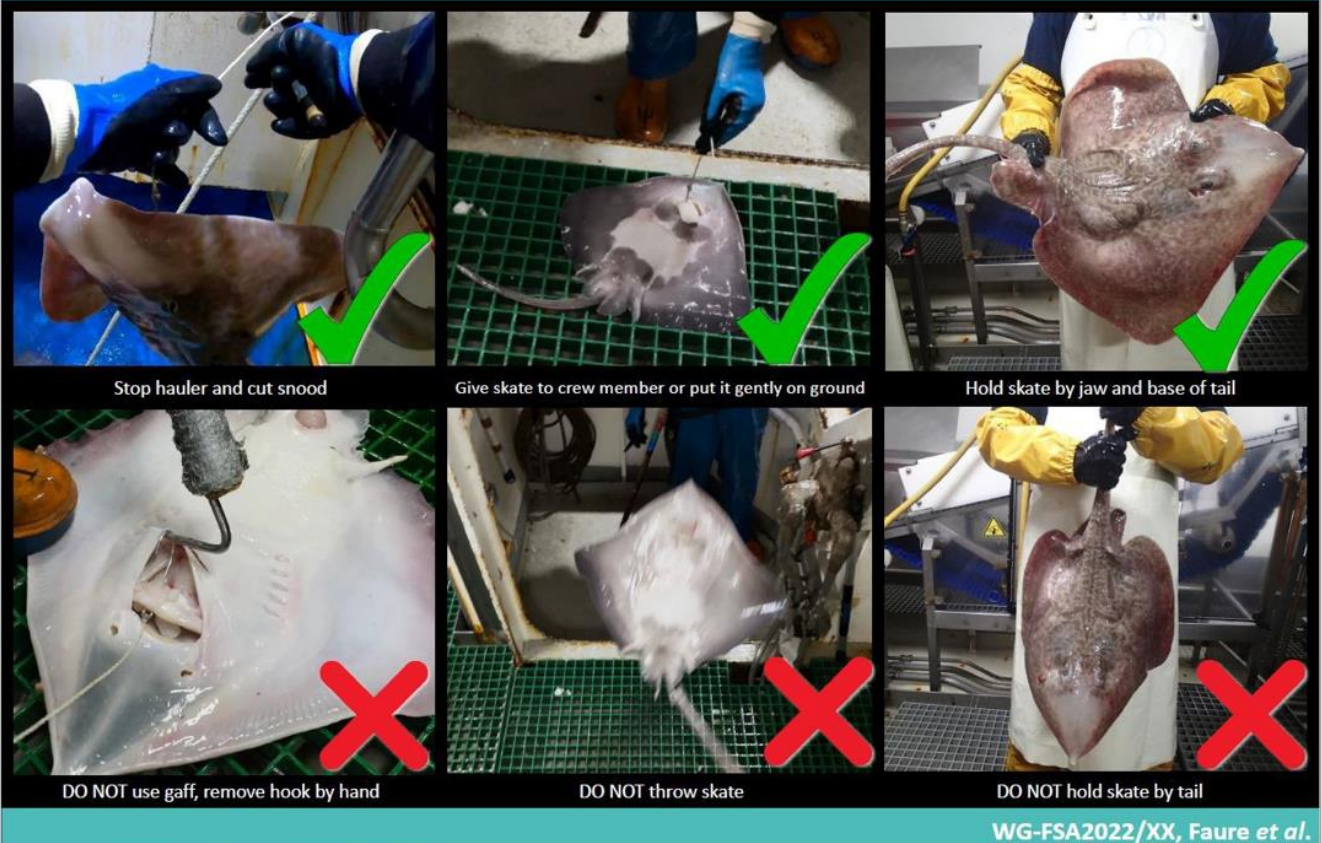 Stop hauler and cut snood
Give skate to crew member or put it gently on ground
Hold skate by jaw and base of tail
DO NOT use gaff, remove hook by hand
DO NOT throw skate
DO NOT hold skate by tail
WG-FSA2022/XX, Faure et al.